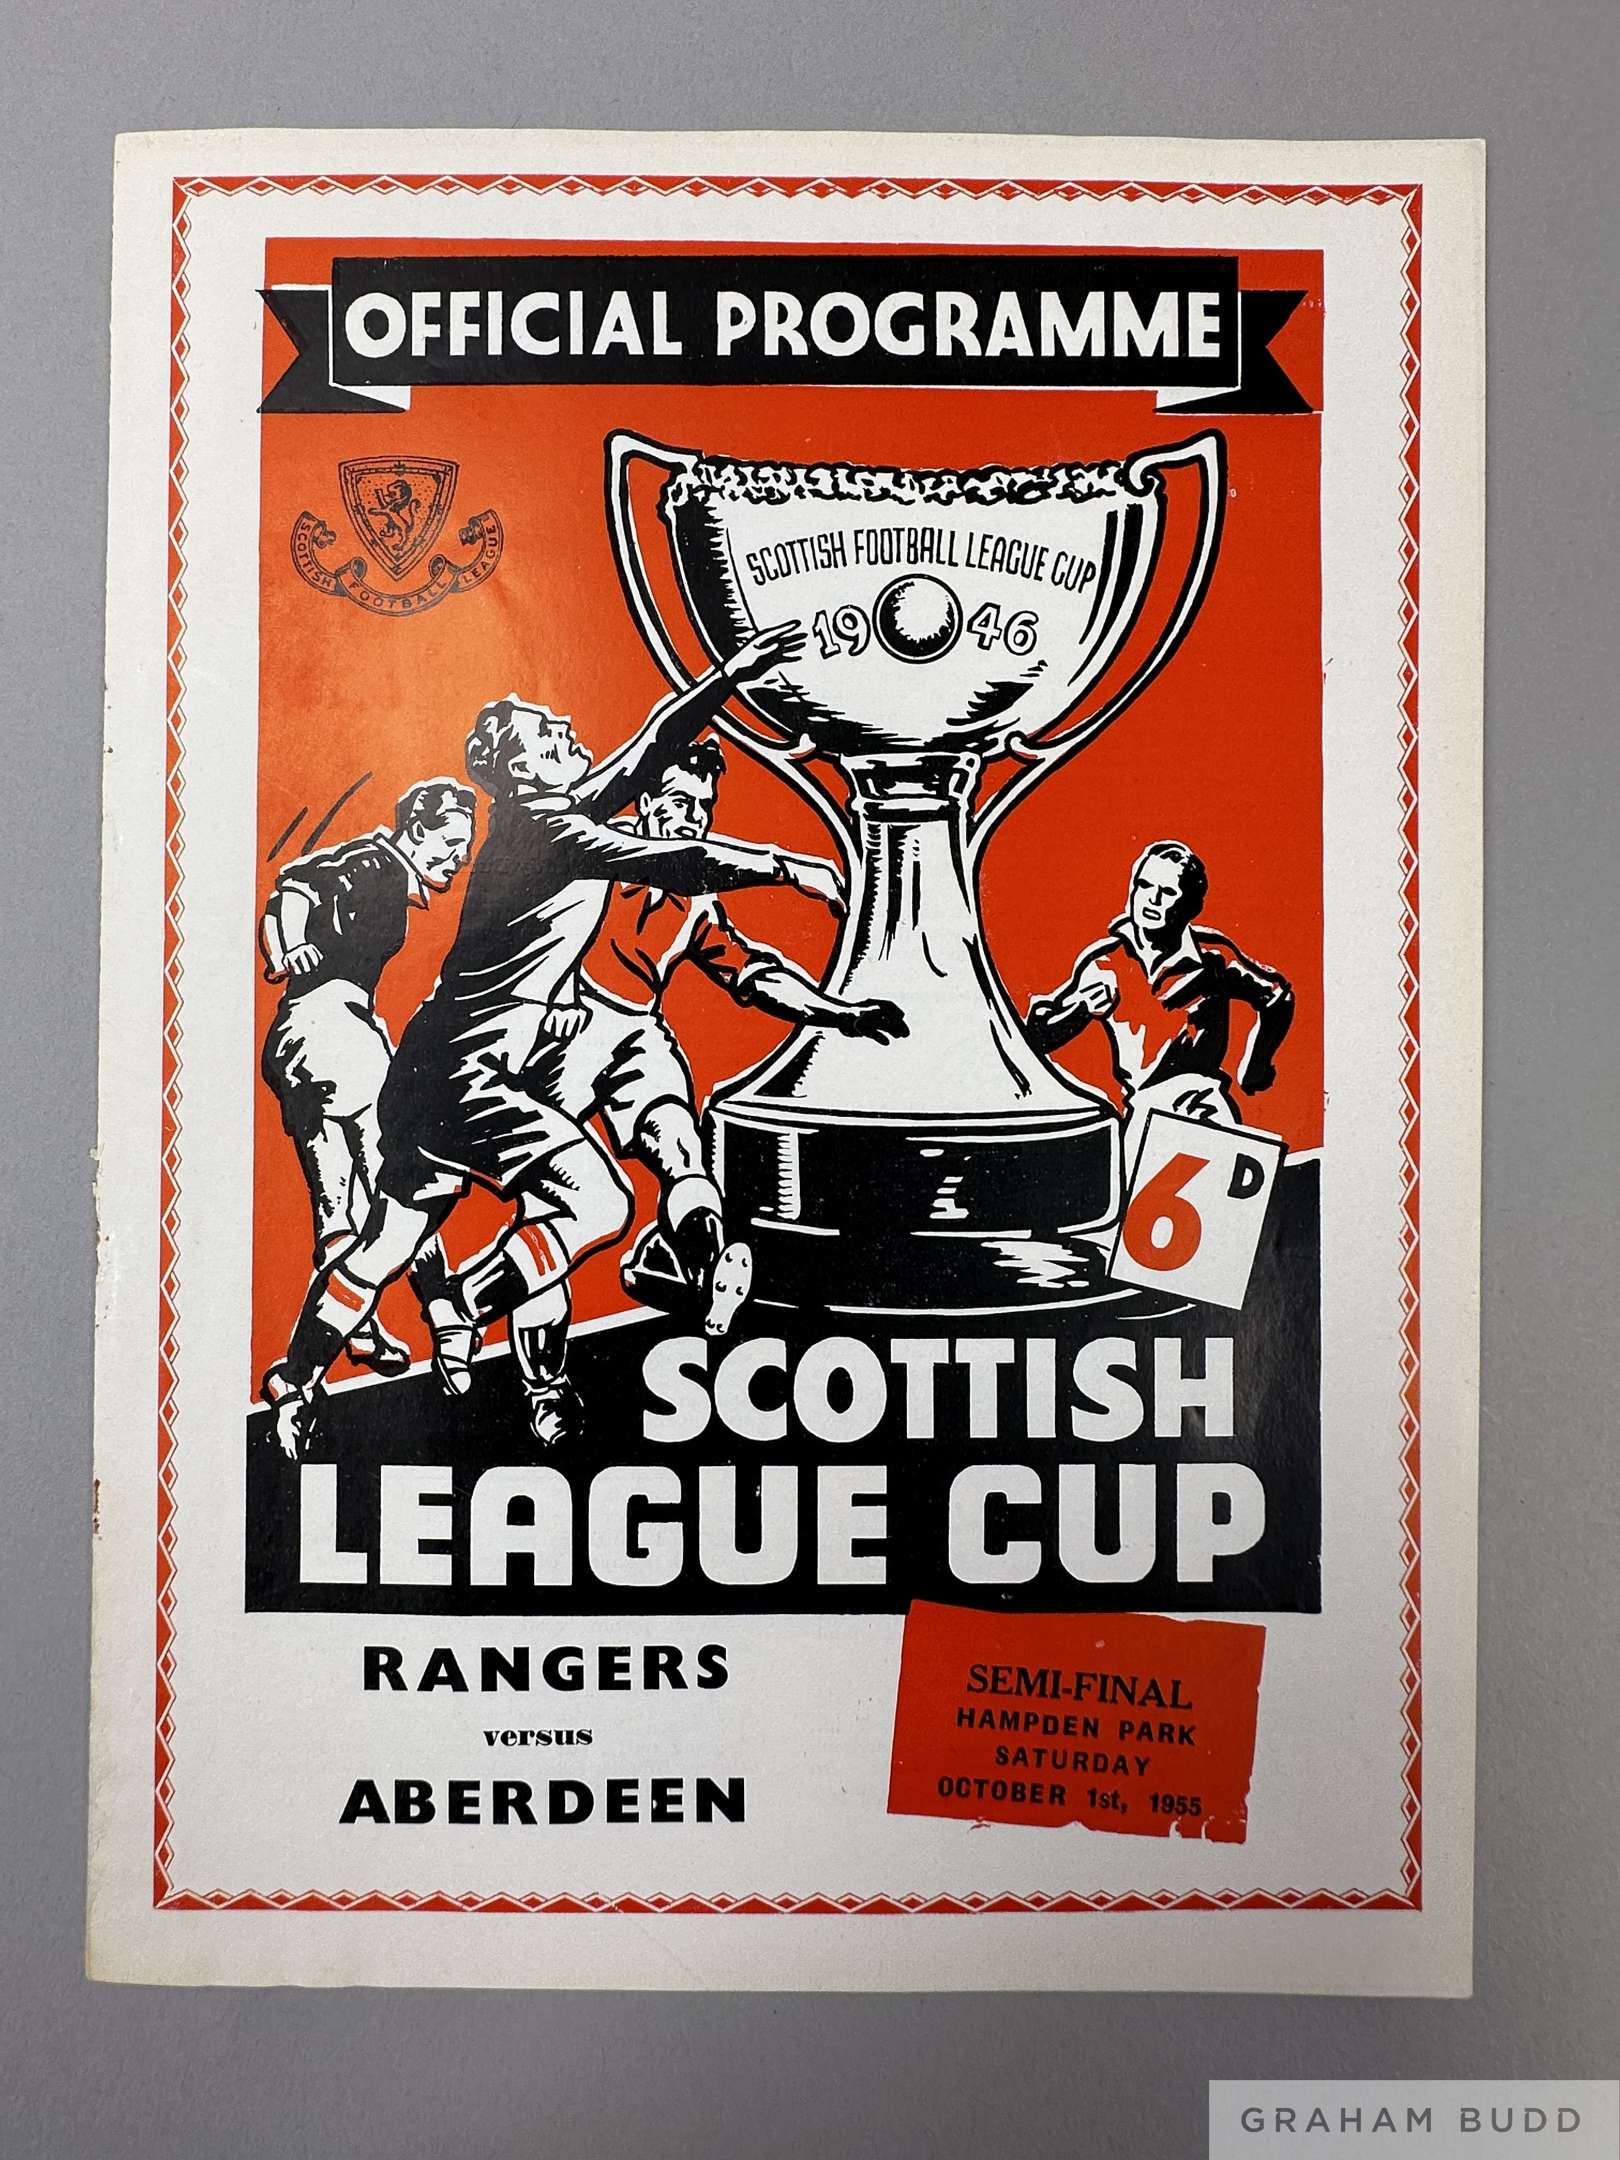 OFFICIAL PROGRAMME
SCOTTISH FOOTBALL LEAGUE
SCOTTISH FOOTBALL LEAGUE CUP
19 46
6D
SCOTTISH
LEAGUE CUP
RANGERS
versus
ABERDEEN
SEMI-FINAL
HAMPDEN PARK
SATURDAY
OCTOBER 1st, 1955
GRAHAM BUDD